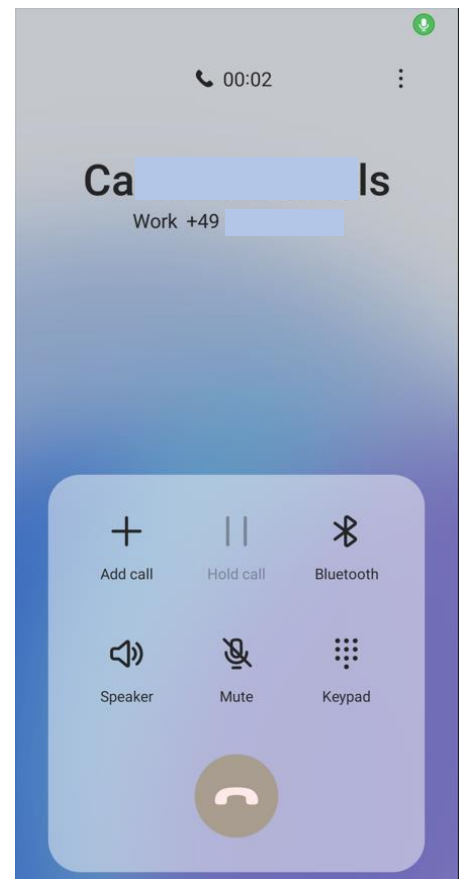 00:02
Ca ls
Work +49
Add call Hold call Bluetooth
Speaker Mute Keypad